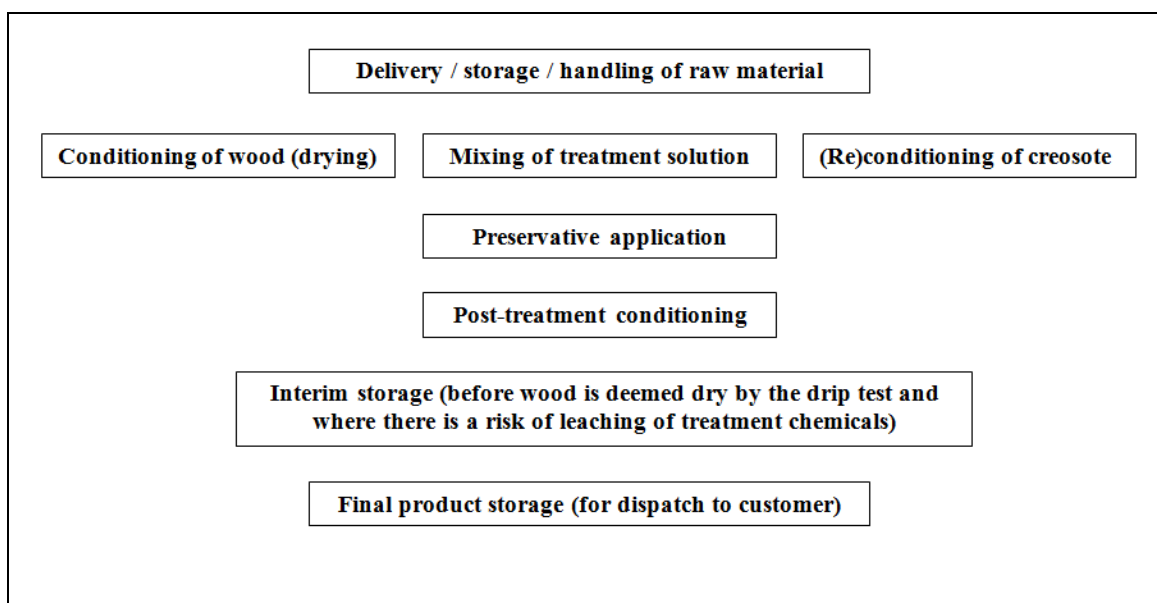 Delivery / storage / handling of raw material
Conditioning of wood (drying)
Mixing of treatment solution
(Re)conditioning of creosote
Preservative application
Post-treatment conditioning
Interim storage (before wood is deemed dry by the drip test and
where there is a risk of leaching of treatment chemicals)
Final product storage (for dispatch to customer)